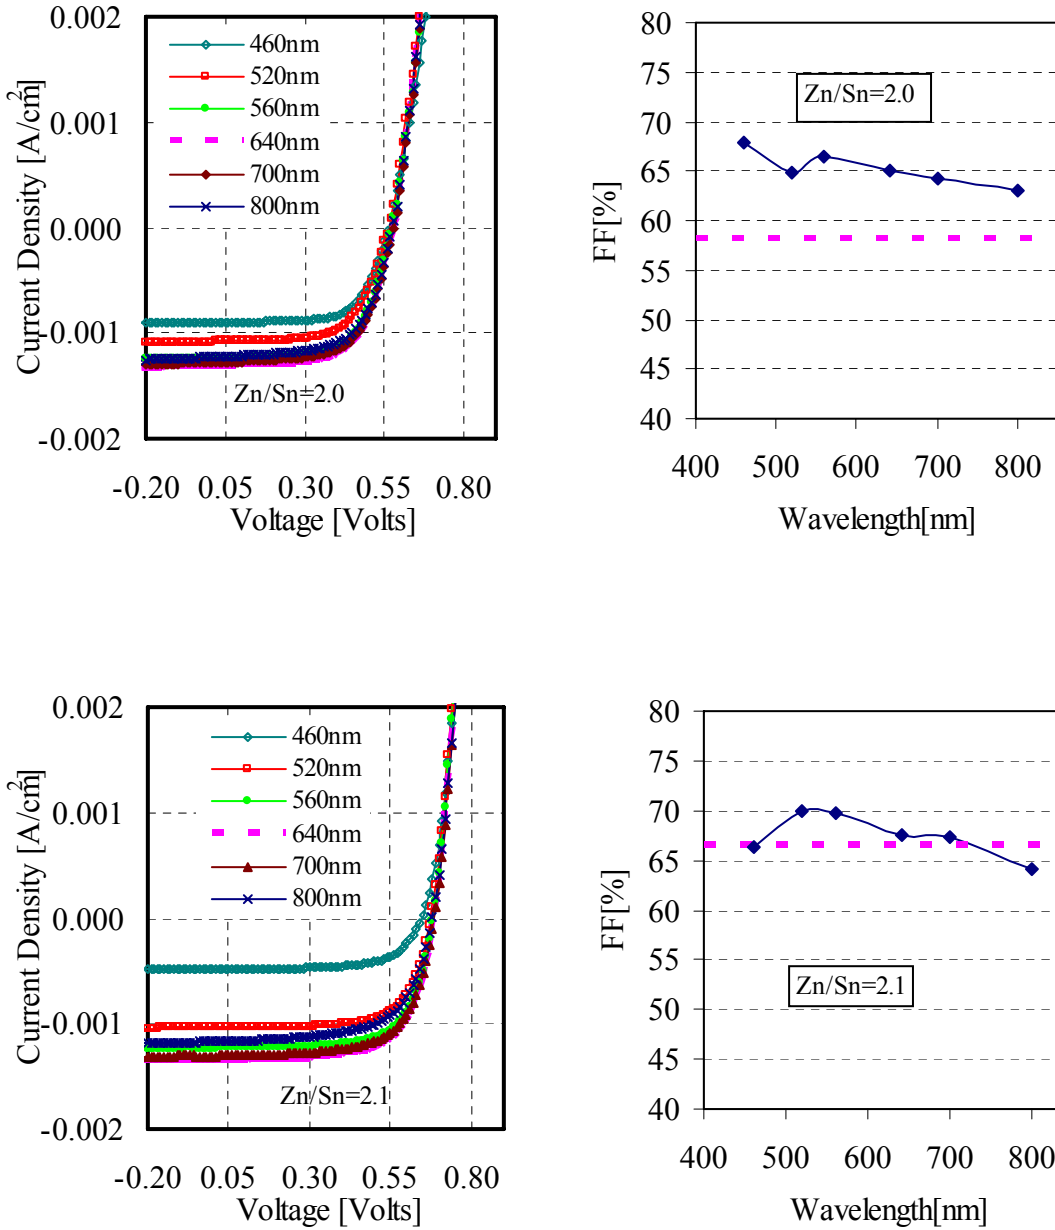 0.002
0.001
0.000
-0.001
-0.002
Current Density [A/cm2]
460nm
520nm
560nm
640nm
700nm
800nm
Zn/Sn=2.0
-0.20 0.05 0.30 0.55 0.80
Voltage [Volts]
80
75
70
65
60
55
50
45
40
FF[%]
Zn/Sn=2.0
400 500 600 700 800
Wavelength[nm]
0.002
0.001
0.000
-0.001
-0.002
Current Density [A/cm2]
460nm
520nm
560nm
640nm
700nm
800nm
Zn/Sn=2.1
-0.20 0.05 0.30 0.55 0.80
Voltage [Volts]
80
75
70
65
60
55
50
45
40
FF[%]
Zn/Sn=2.1
400 500 600 700 800
Wavelength[nm]